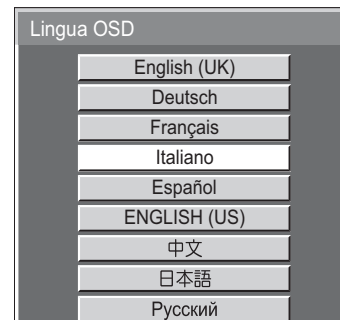 Lingua OSD
English (UK)
Deutsch
Français
Italiano
Español
ENGLISH (US)
中文
日本語
Русский